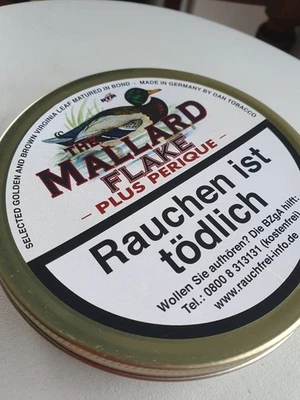 SELECTED GOLDEN AND BROWN VIRGINIA LEAF MATURED IN BOND - MADE IN GERMANY BY DAN TOBACCO
THE
MALLARD
FLAKE
- PLUS PERIQUE -
Rauchen ist
tödlich
Wollen Sie aufhören? Die BZgA hilft:
Tel.: 0800 8 313131 (kostenfrei)
www.rauchfrei-info.de